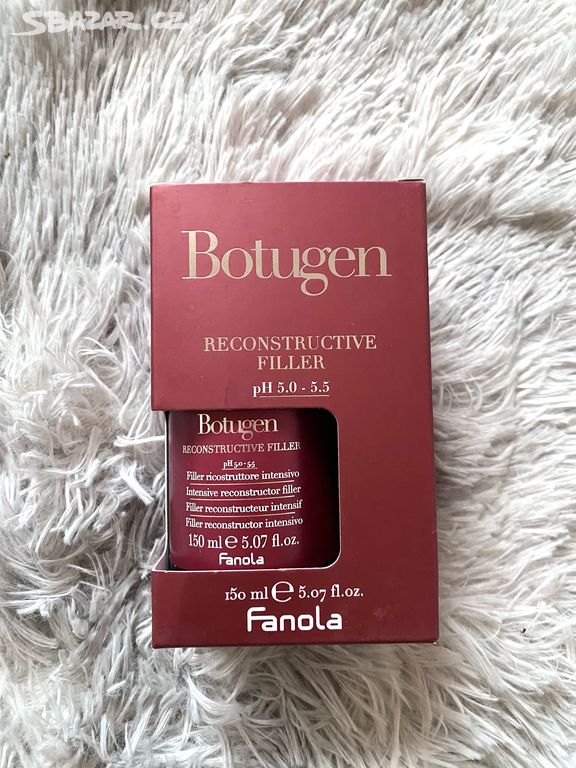 SBAZAR.CZ
Botugen
RECONSTRUCTIVE
FILLER
pH 5.0 - 5.5
Botugen
RECONSTRUCTIVE FILLER
pH 5.0-5.5
Filler ricostruttore intensivo
Intensive reconstructor filler
Filler reconstructeur intensif
Filler reconstructor intensivo
150 ml e 5.07 fl.oz.
Fanola
150 ml e 5.07 fl.oz.
Fanola